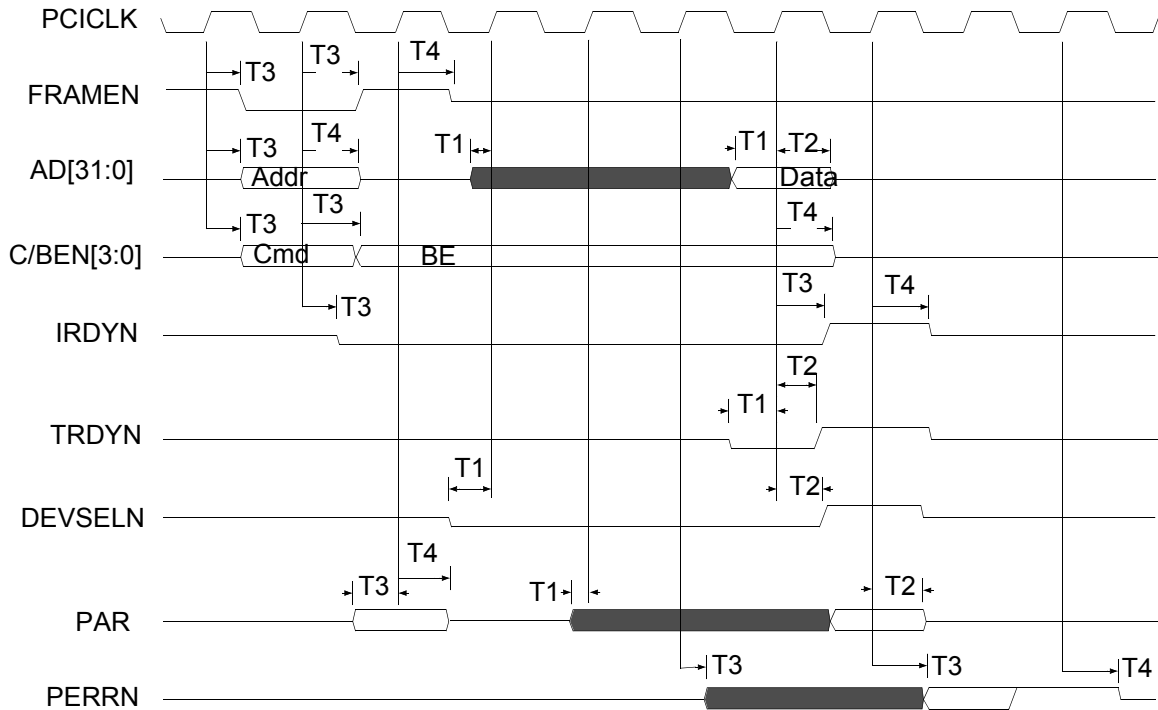 PCICLK
T3 T3 T4
FRAMEN
T3 T4 T1 T1 T2
AD[31:0]
Addr Data
T3 T3 T4
C/BEN[3:0]
Cmd BE
T3 T3 T4
IRDYN
T2
T1
TRDYN
T1 T2
DEVSELN
T4
T3 T1 T2
PAR
T3 T3 T4
PERRN